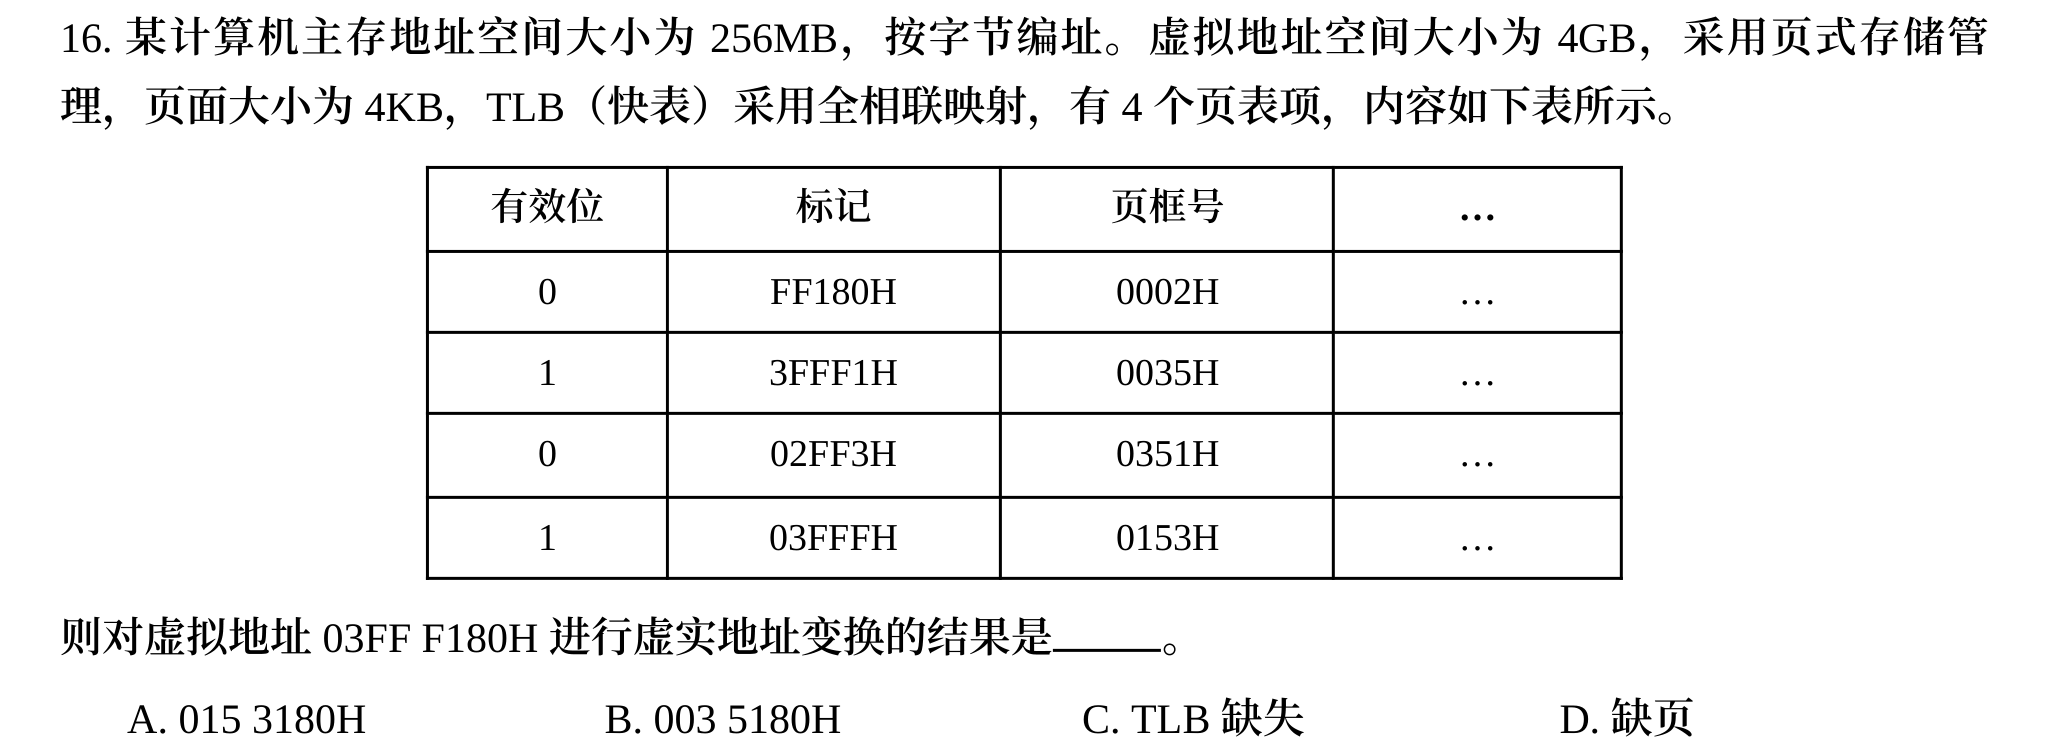 16. 某计算机主存地址空间大小为 256MB，按字节编址。虚拟地址空间大小为 4GB，采用页式存储管
理，页面大小为 4KB，TLB（快表）采用全相联映射，有 4 个页表项，内容如下表所示。
有效位 标记 页框号 …
0 FF180H 0002H …
1 3FFF1H 0035H …
0 02FF3H 0351H …
1 03FFFH 0153H …
则对虚拟地址 03FF F180H 进行虚实地址变换的结果是____。
A. 015 3180H B. 003 5180H C. TLB 缺失 D. 缺页